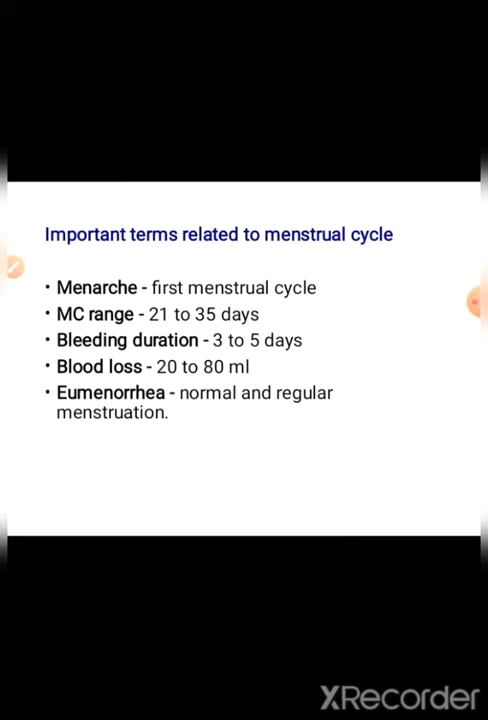 Important terms related to menstrual cycle
• Menarche - first menstrual cycle
• MC range - 21 to 35 days
• Bleeding duration - 3 to 5 days
• Blood loss - 20 to 80 ml
• Eumenorrhea - normal and regular
menstruation.
XRecorder